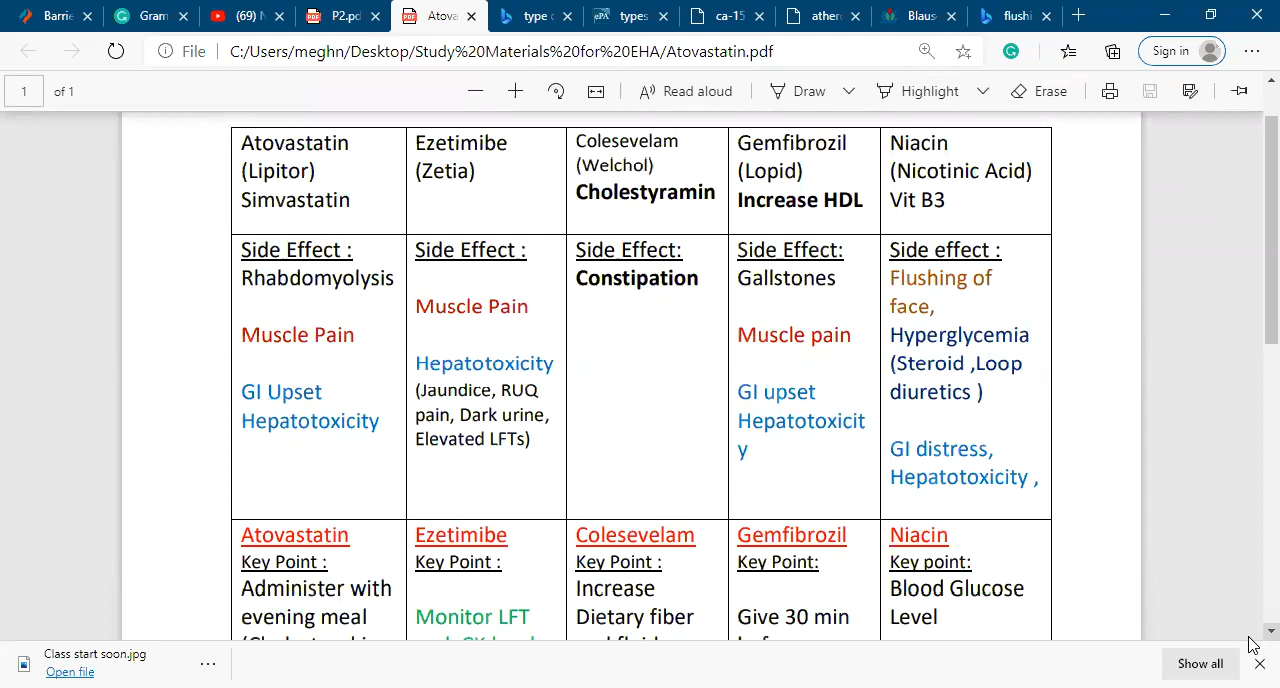 Barrie
Gram
(69) N
P2.pd
Atova
type o
types
ca-15
ather
Blaus
flushi
File
C:/Users/meghn/Desktop/Study%20Materials%20for%20EHA/Atovastatin.pdf
Sign in
1 of 1
Read aloud
Draw
Highlight
Erase
Atovastatin
(Lipitor)
Simvastatin
Ezetimibe
(Zetia)
Colesevelam
(Welchol)
Cholestyramin
Gemfibrozil
(Lopid)
Increase HDL
Niacin
(Nicotinic Acid)
Vit B3
Side Effect :
Rhabdomyolysis
Muscle Pain
GI Upset
Hepatotoxicity
Side Effect :
Muscle Pain
Hepatotoxicity
(Jaundice, RUQ
pain, Dark urine,
Elevated LFTs)
Side Effect:
Constipation
Side Effect:
Gallstones
Muscle pain
GI upset
Hepatotoxicit
y
Side effect :
Flushing of
face,
Hyperglycemia
(Steroid ,Loop
diuretics )
GI distress,
Hepatotoxicity ,
Atovastatin
Key Point :
Administer with
evening meal
Ezetimibe
Key Point :
Monitor LFT
Colesevelam
Key Point :
Increase
Dietary fiber
Gemfibrozil
Key Point:
Give 30 min
Niacin
Key point:
Blood Glucose
Level
Class start soon.jpg
Open file
Show all